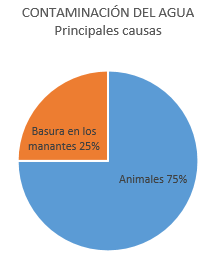 CONTAMINACIÓN DEL AGUA
Principales causas
Basura en los
manantes 25%
Animales 75%